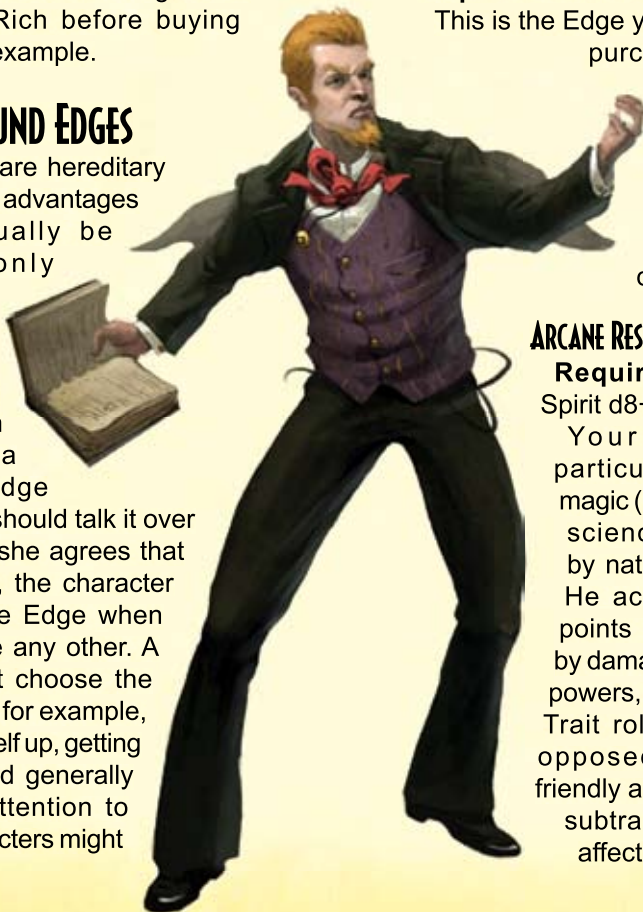 Rich before buying
example.
UND EDGES
are hereditary
advantages
ually be
only
a
dge
should talk it over
she agrees that
, the character
e Edge when
e any other. A
t choose the
for example,
elf up, getting
d generally
ttention to
cters might
This is the Edge y
purc
ARCANE RES
Requir
Spirit d8+
Your
particu
magic (
scienc
by nat
He ac
points
by dama
powers,
Trait rol
opposed
friendly a
subtra
affect